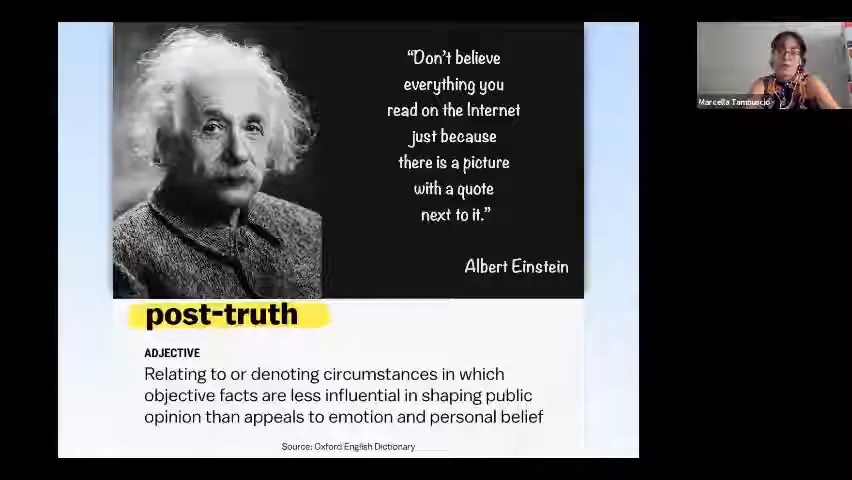 “Don’t believe
everything you
read on the Internet
just because
there is a picture
with a quote
next to it.”
Albert Einstein
post-truth
ADJECTIVE
Relating to or denoting circumstances in which
objective facts are less influential in shaping public
opinion than appeals to emotion and personal belief
Source: Oxford English Dictionary
Marcella Tambuscio